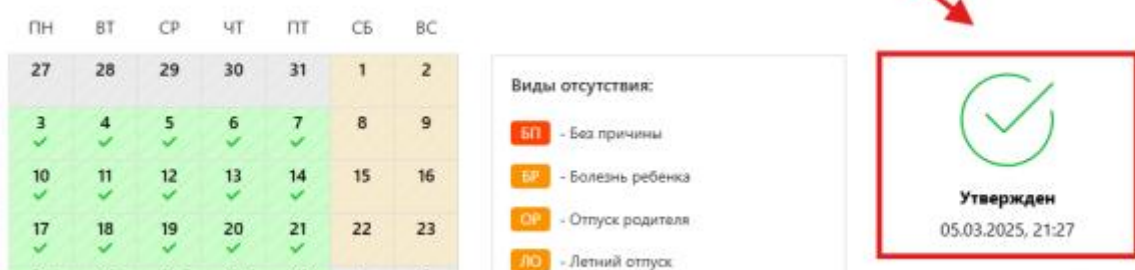 ПН ВТ СР ЧТ ПТ СБ ВС
27 28 29 30 31 1 2
3 4 5 6 7 8 9
10 11 12 13 14 15 16
17 18 19 20 21 22 23
Виды отсутствия:
БП - Без причины
БР - Болезнь ребенка
ОР - Отпуск родителя
ЛО - Летний отпуск
Утвержден
05.03.2025, 21:27